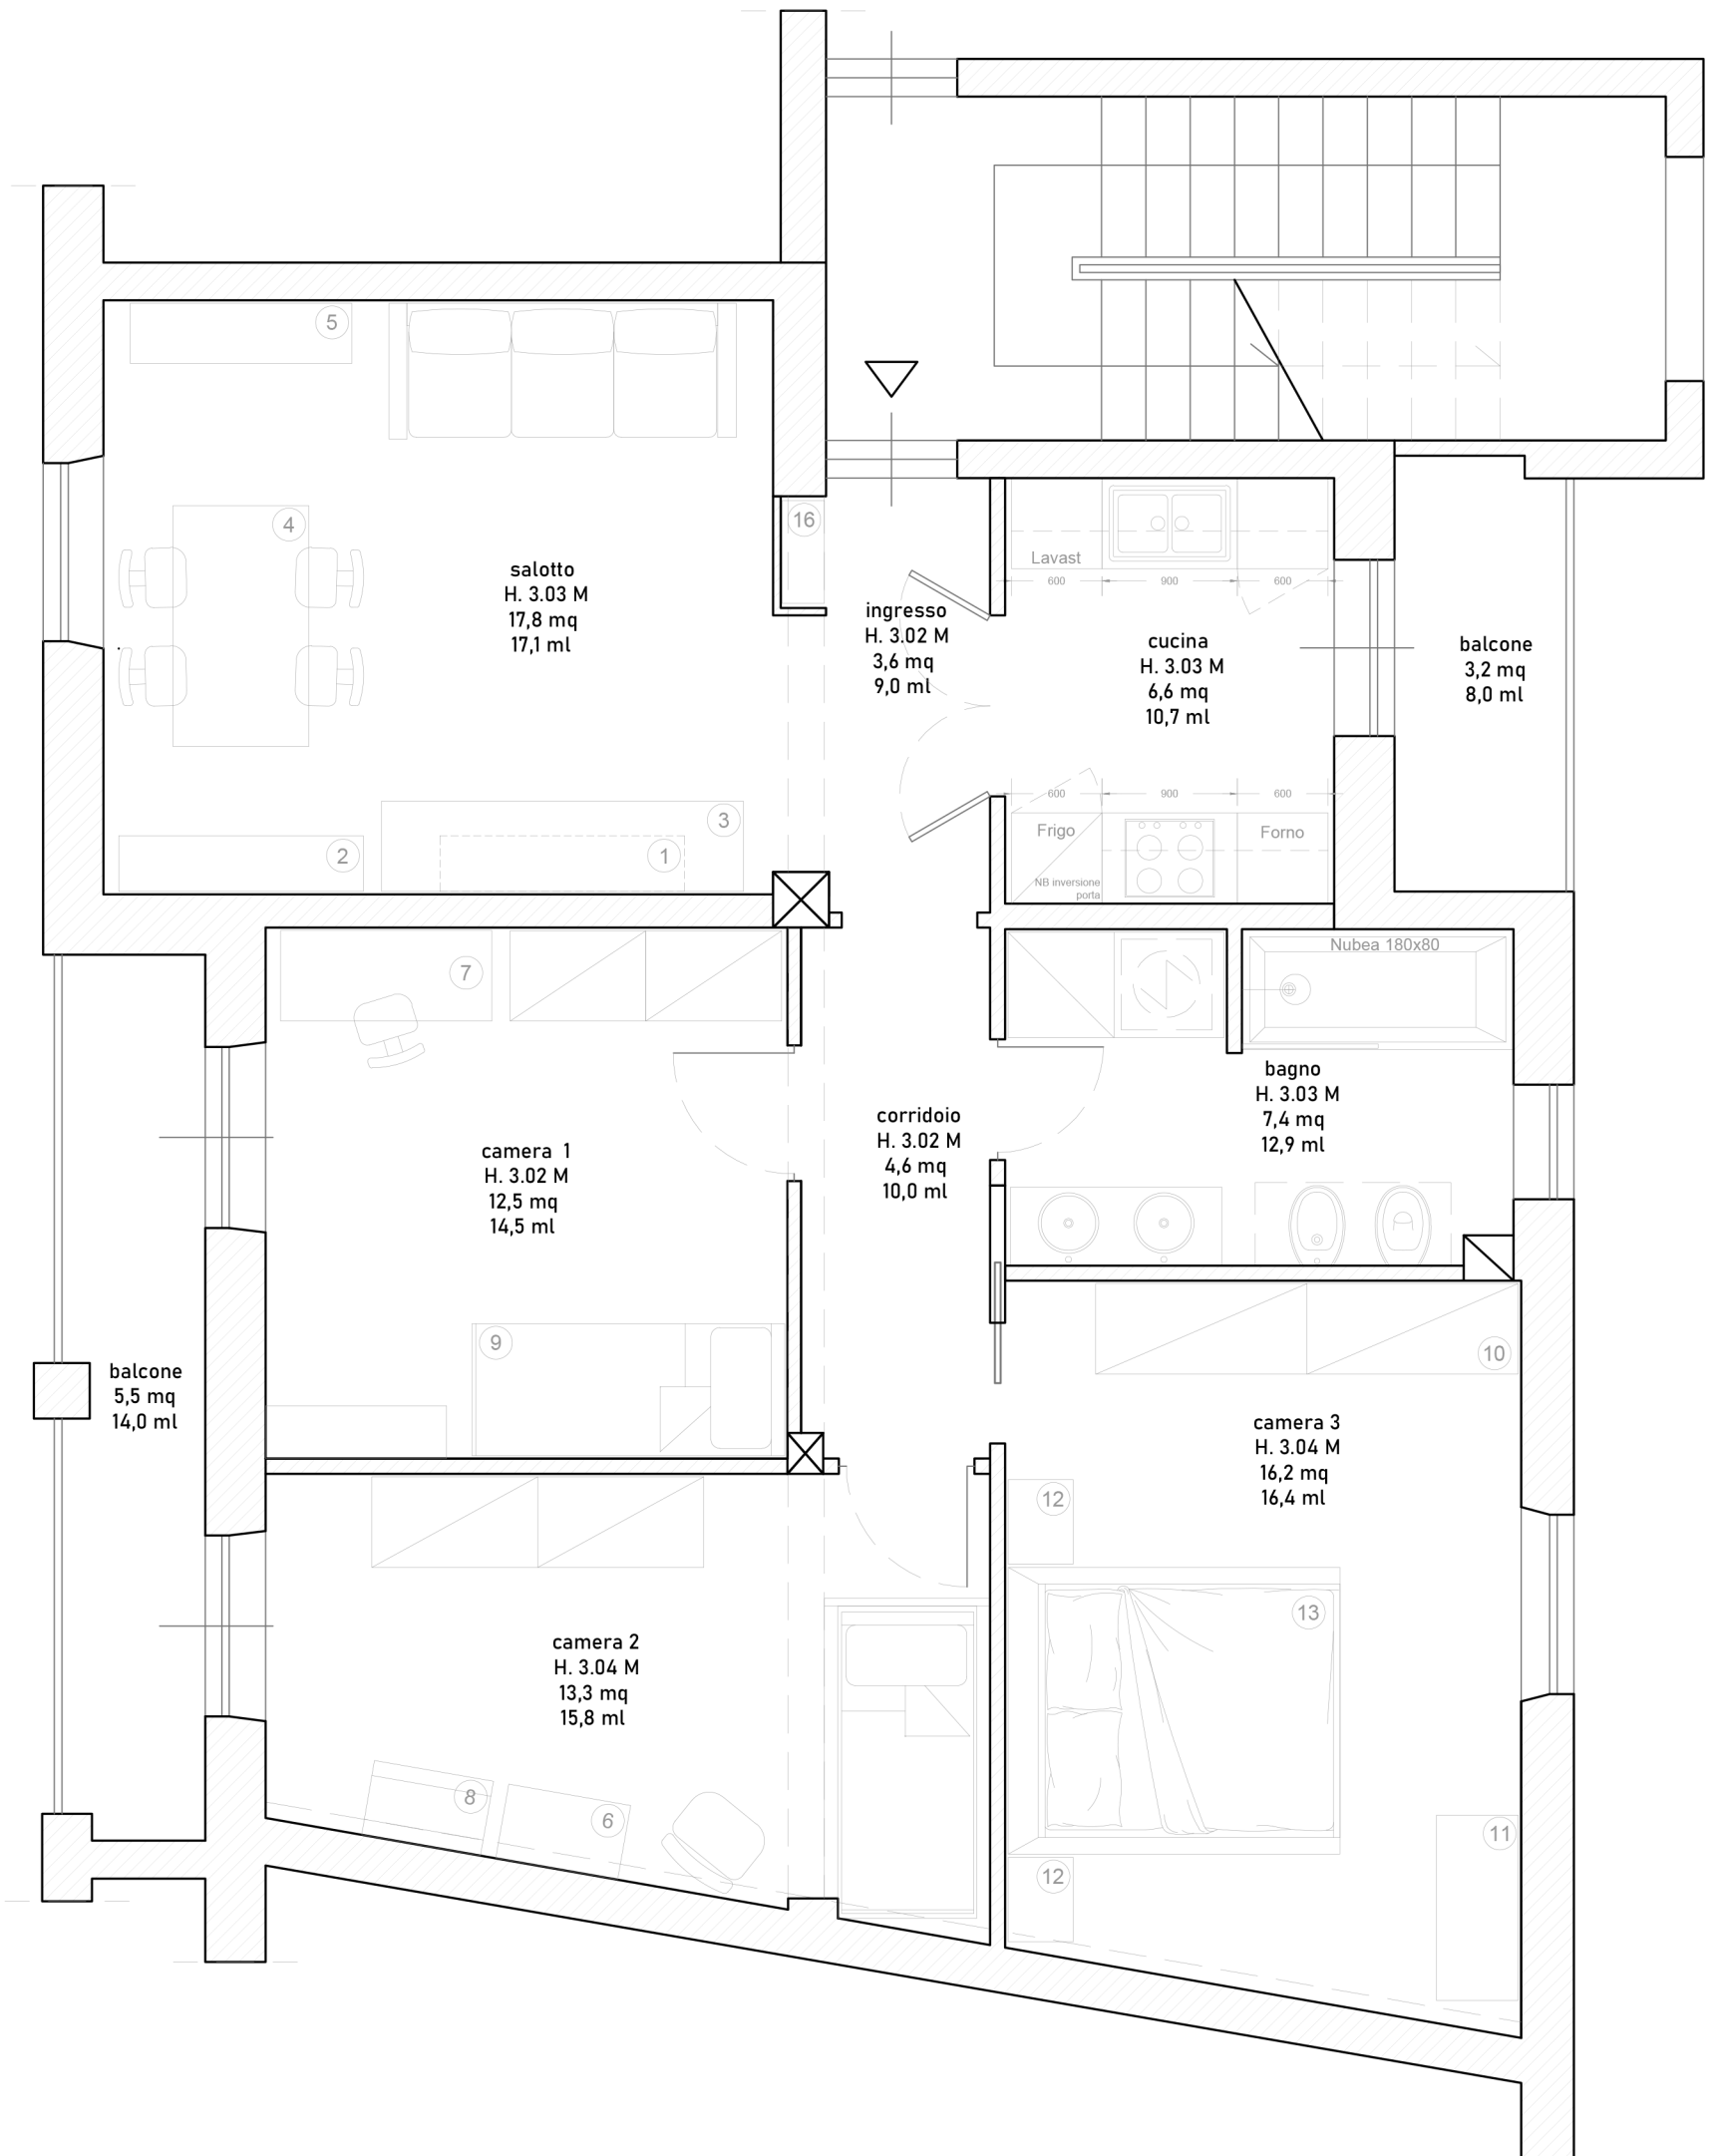 5
4
16
salotto
H. 3.03 M
17,8 mq
17,1 ml
Lavast
600
900
600
ingresso
H. 3.02 M
3,6 mq
9,0 ml
cucina
H. 3.03 M
6,6 mq
10,7 ml
balcone
3,2 mq
8,0 ml
600
900
600
3
2
1
Frigo
Forno
NB inversione
porta
Nubea 180x80
7
bagno
H. 3.03 M
7,4 mq
12,9 ml
corridoio
H. 3.02 M
4,6 mq
10,0 ml
camera 1
H. 3.02 M
12,5 mq
14,5 ml
9
10
balcone
5,5 mq
14,0 ml
camera 3
H. 3.04 M
16,2 mq
16,4 ml
12
13
camera 2
H. 3.04 M
13,3 mq
15,8 ml
8
6
11
12